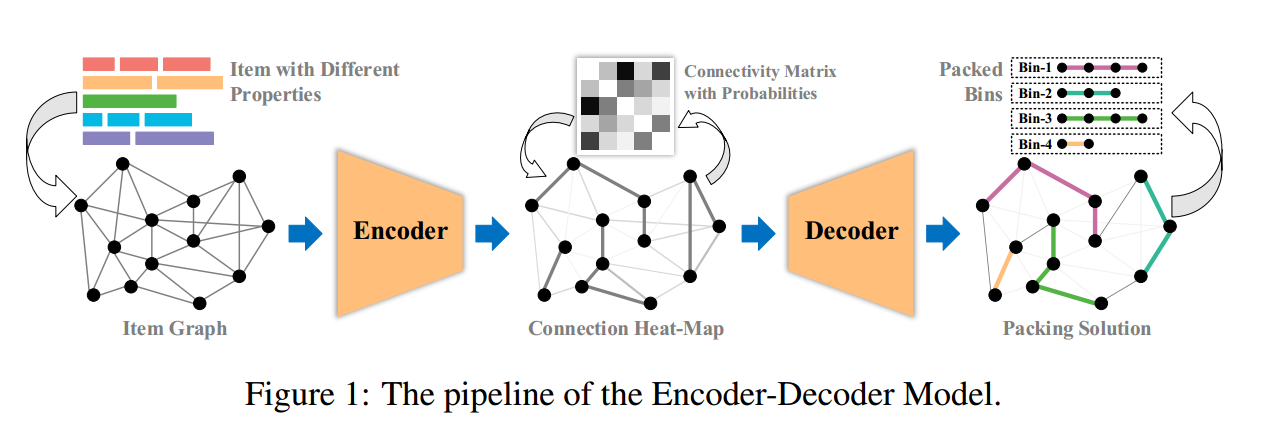 Item with Different
Properties
Connectivity Matrix
with Probabilities
Packed
Bins
Bin-1
Bin-2
Bin-3
Bin-4
Encoder
Decoder
Item Graph
Connection Heat-Map
Packing Solution
Figure 1: The pipeline of the Encoder-Decoder Model.